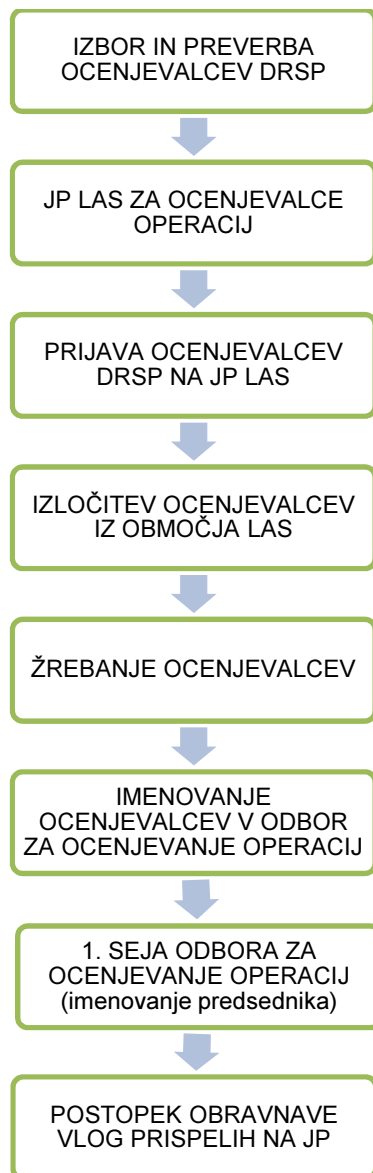 IZBOR IN PREVERBA
OCENJEVALCEV DRSP
JP LAS ZA OCENJEVALCE
OPERACIJ
PRIJAVA OCENJEVALCEV
DRSP NA JP LAS
IZLOČITEV OCENJEVALCEV
IZ OBMOČJA LAS
ŽREBANJE OCENJEVALCEV
IMENOVANJE
OCENJEVALCEV V ODBOR
ZA OCENJEVANJE OPERACIJ
1. SEJA ODBORA ZA
OCENJEVANJE OPERACIJ
(imenovanje predsednika)
POSTOPEK OBRAVNAVE
VLOG PRISPELIH NA JP